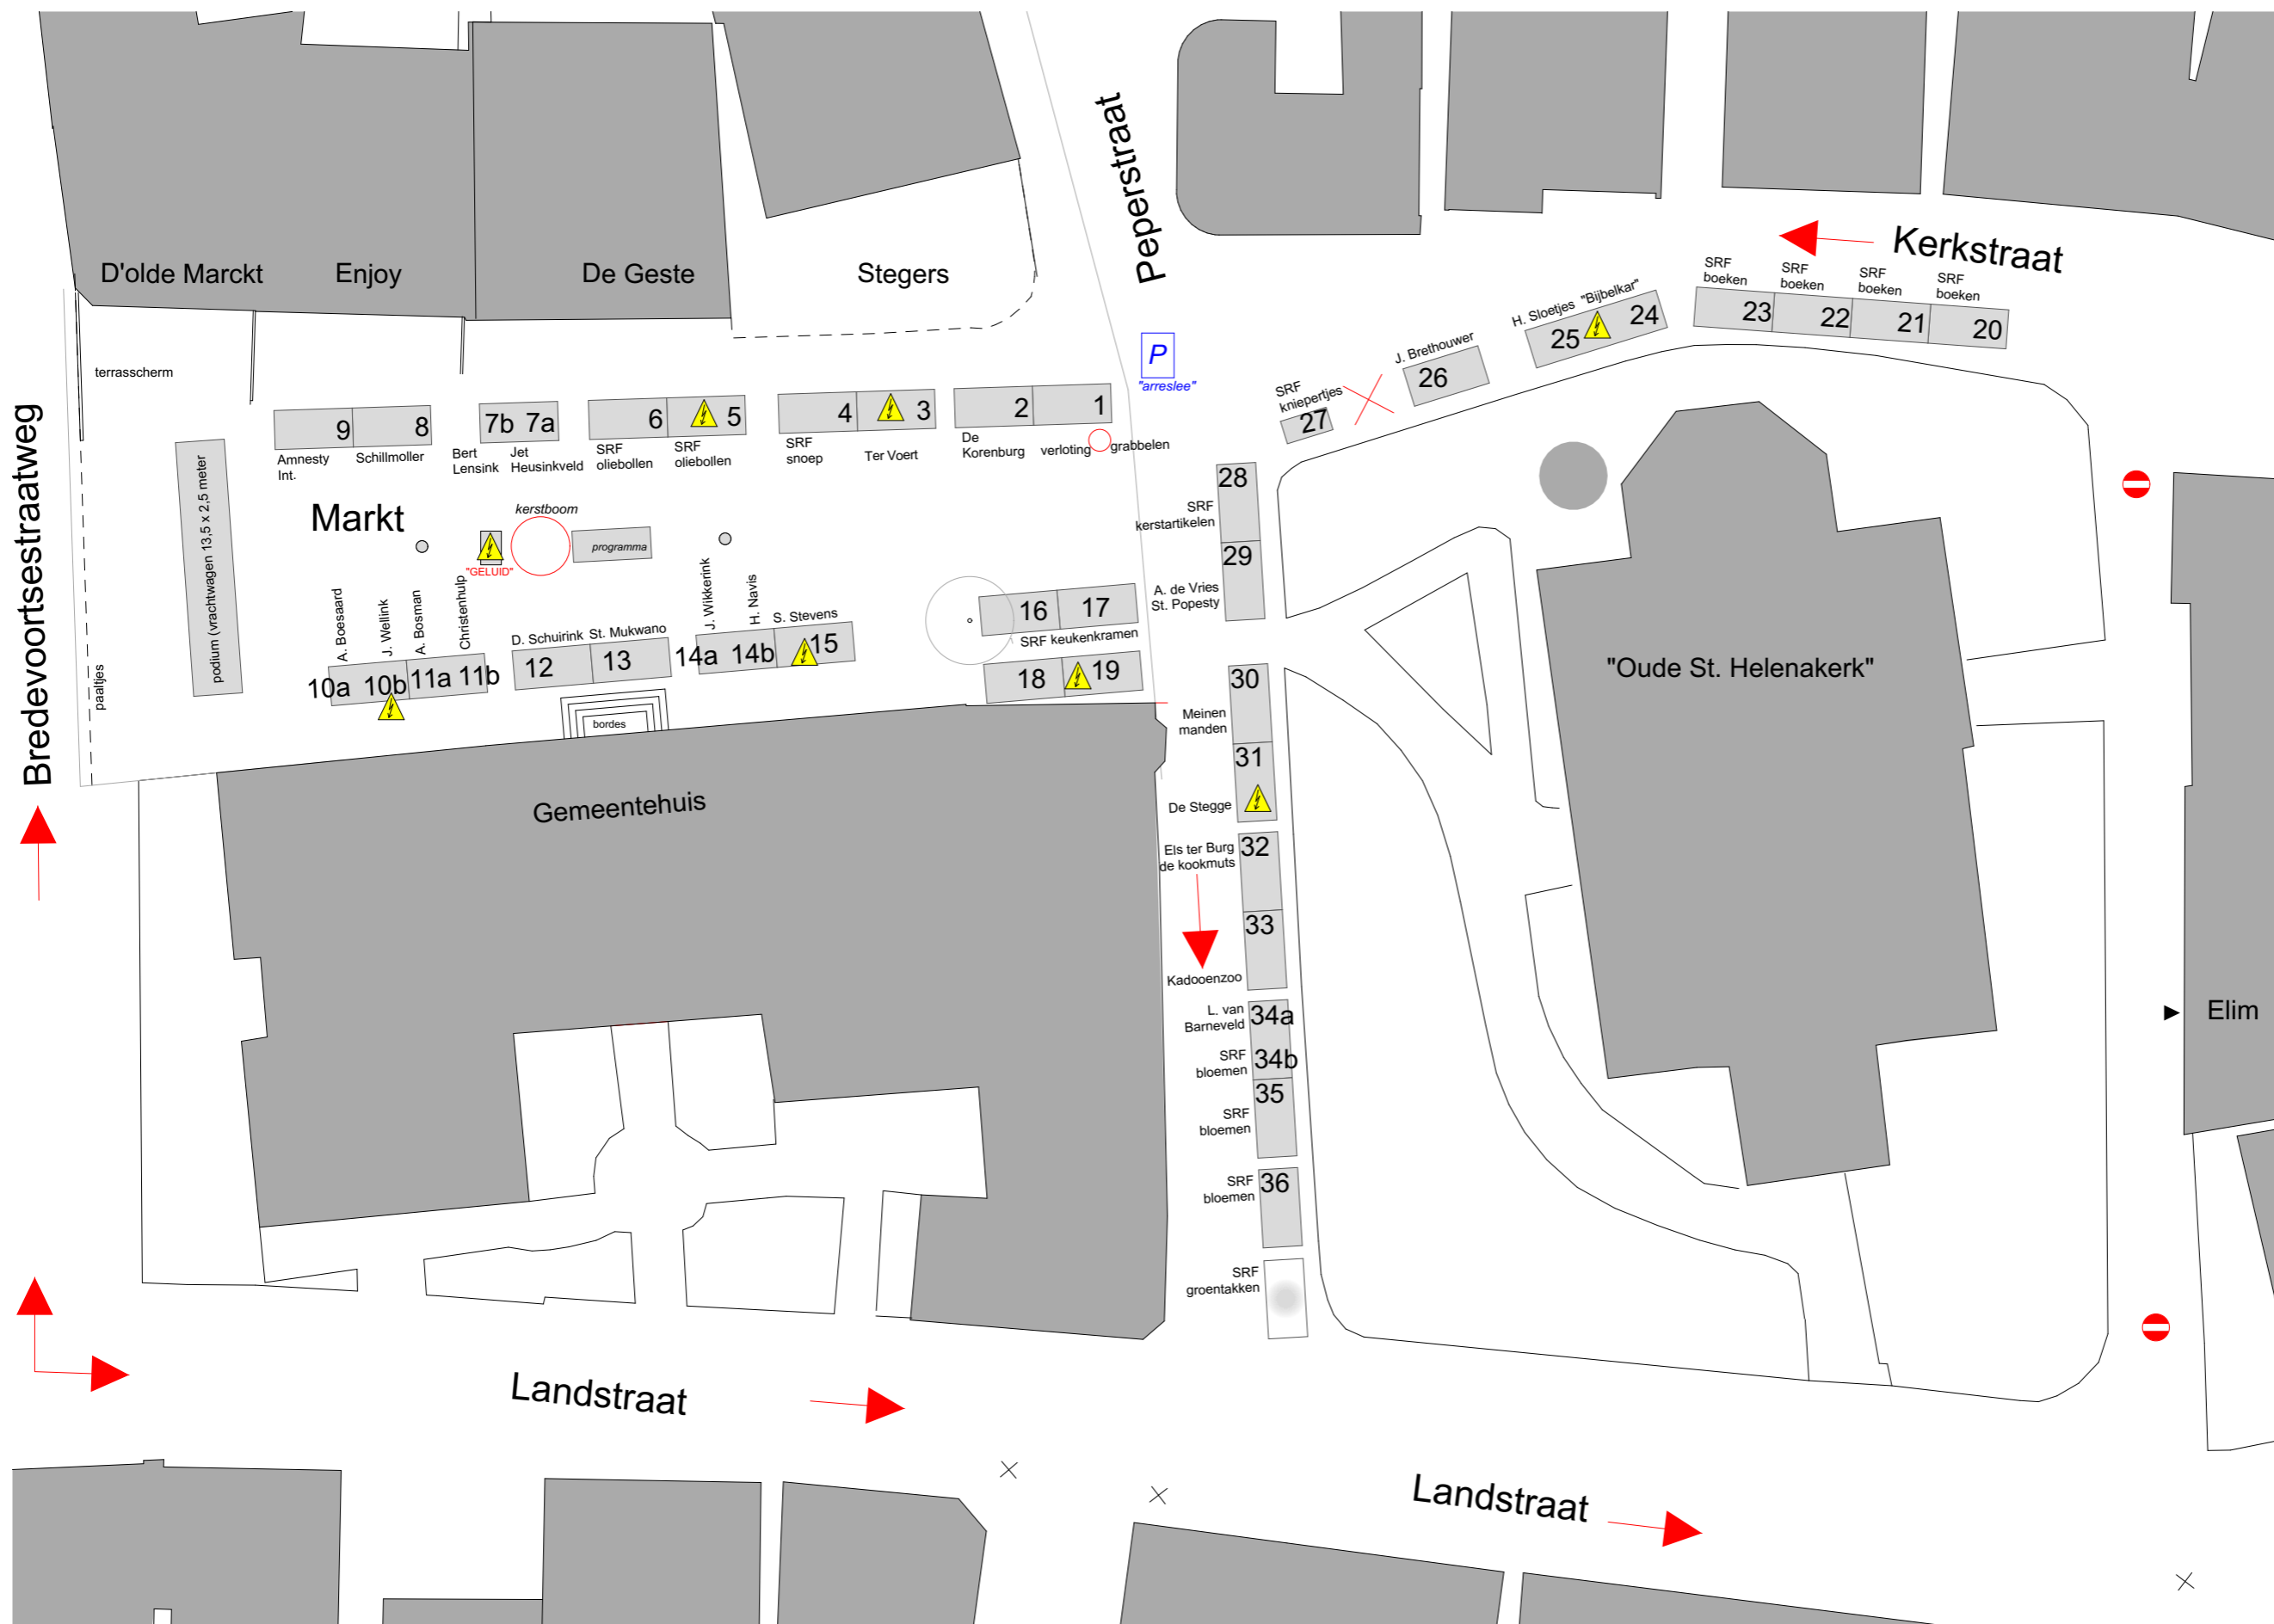 Peperstraat
Kerkstraat
D'olde Marckt
Enjoy
De Geste
Stegers
SRF
boeken
23
SRF
boeken
22
SRF
boeken
21
SRF
boeken
20
H. Sloetjes "Bijbelkar"
25
24
J. Brethouwer
26
SRF
kniepertjes
27
P
"arreslee"
terrasscherm
Bredevoortsestraatweg
podium (vrachtwagen 13,5 x 2,5 meter
paaltjes
9
8
7b 7a
6
5
4
3
2
1
Amnesty
Int.
Schillmoller
Bert
Lensink
Jet
Heusinkveld
SRF
oliebollen
SRF
oliebollen
SRF
snoep
Ter Voert
De
Korenburg
verloting
grabbelen
Markt
kerstboom
"GELUID"
programma
A. Boesaard
J. Wellink
A. Bosman
Christenhulp
10a 10b 11a 11b
D. Schuirink
St. Mukwano
12
13
J. Wikkerink
H. Navis
S. Stevens
14a 14b 15
16
17
SRF keukenkramen
18
19
bordes
Gemeentehuis
28
SRF
kerstartikelen
29
A. de Vries
St. Popesty
30
Meinen
manden
31
De Stegge
Els ter Burg
de kookmuts
32
33
Kadooenzoo
L. van
Barneveld
34a
SRF
bloemen
34b
35
SRF
bloemen
SRF
bloemen
36
SRF
groentakken
"Oude St. Helenakerk"
Elim
Landstraat
Landstraat